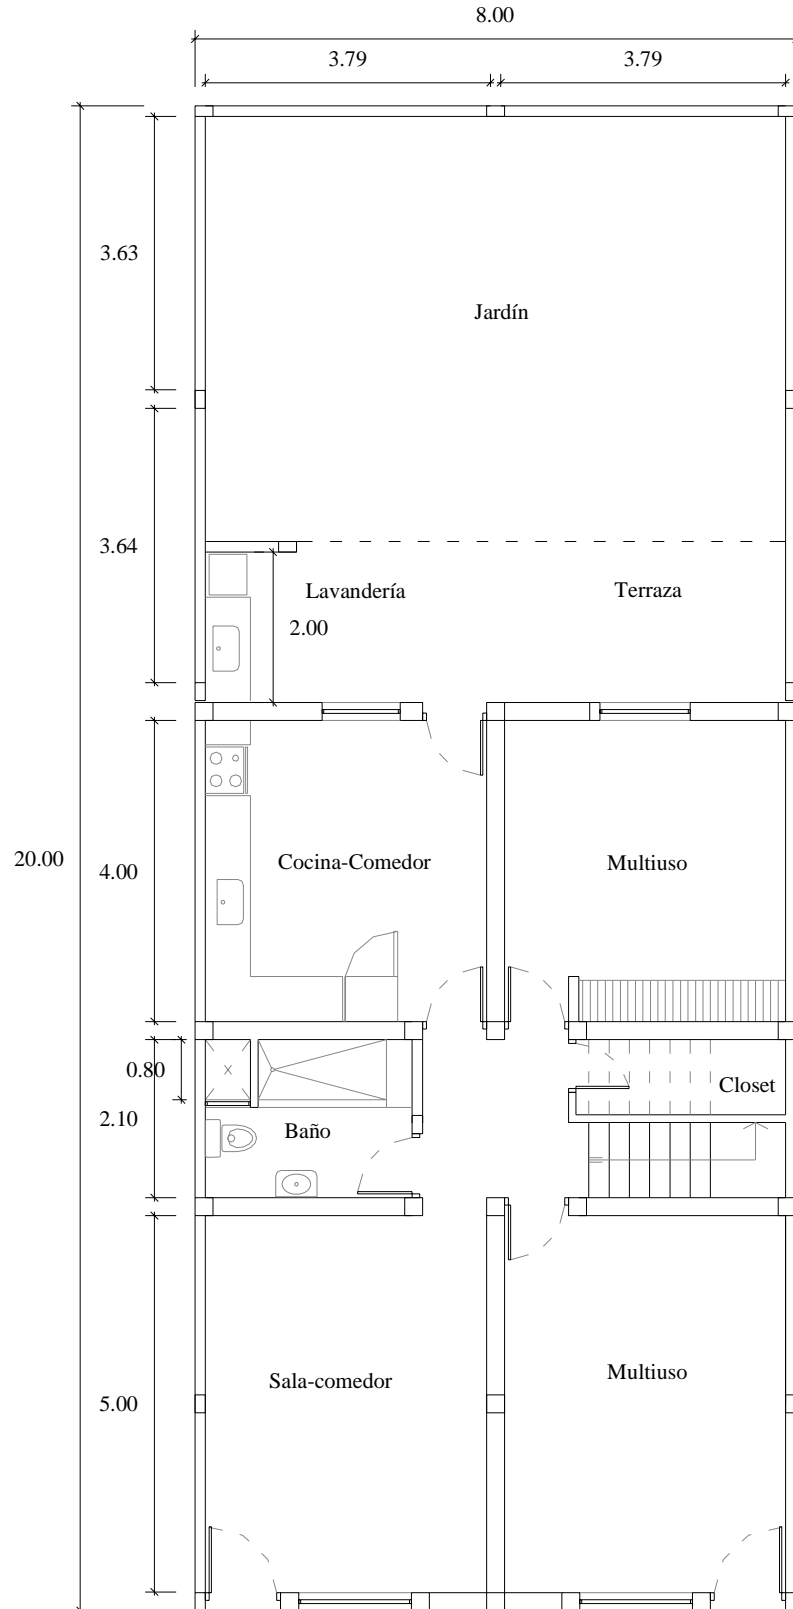 8.00
3.79
3.79
3.63
Jardín
3.64
Lavandería
Terraza
2.00
20.00
4.00
Cocina-Comedor
Multiuso
0.80
Closet
2.10
Baño
Sala-comedor
Multiuso
5.00